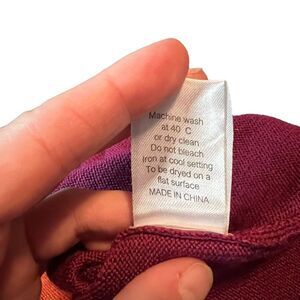 Machine wash
at 40 C
or dry clean
Do not bleach
Iron at cool setting
To be dryed on a
flat surface
MADE IN CHINA